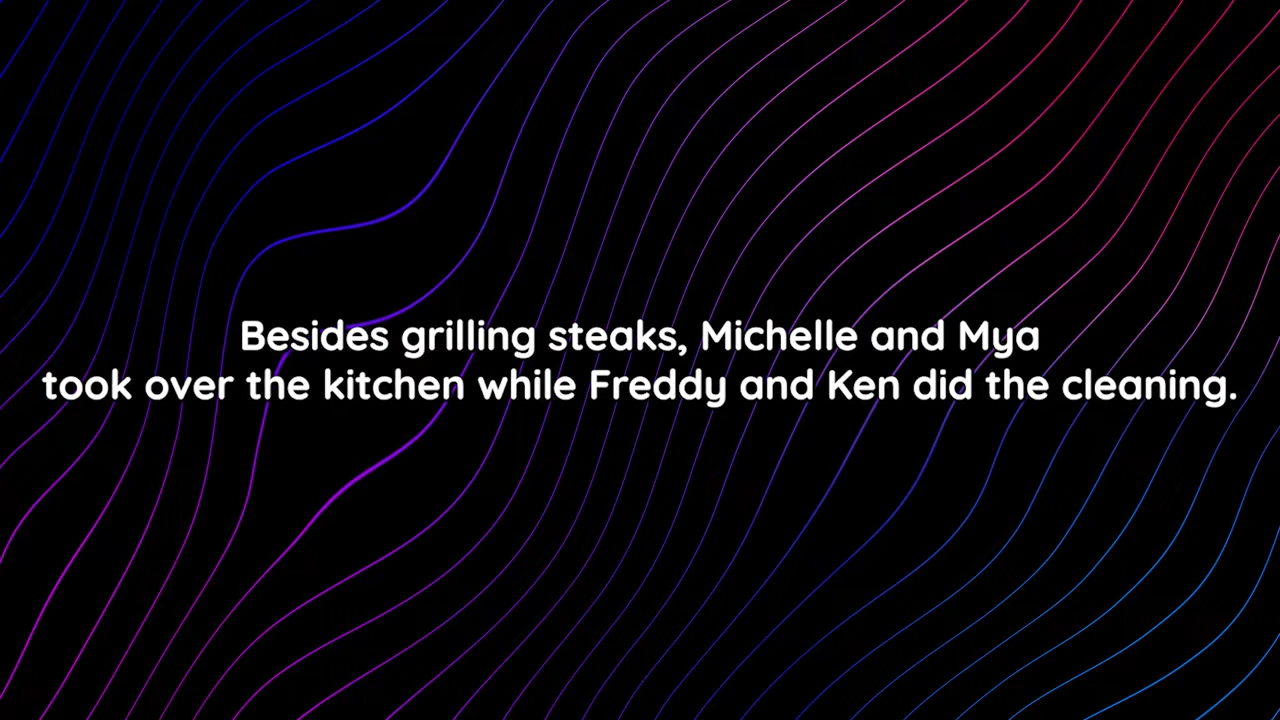 Besides grilling steaks, Michelle and Mya
took over the kitchen while Freddy and Ken did the cleaning.